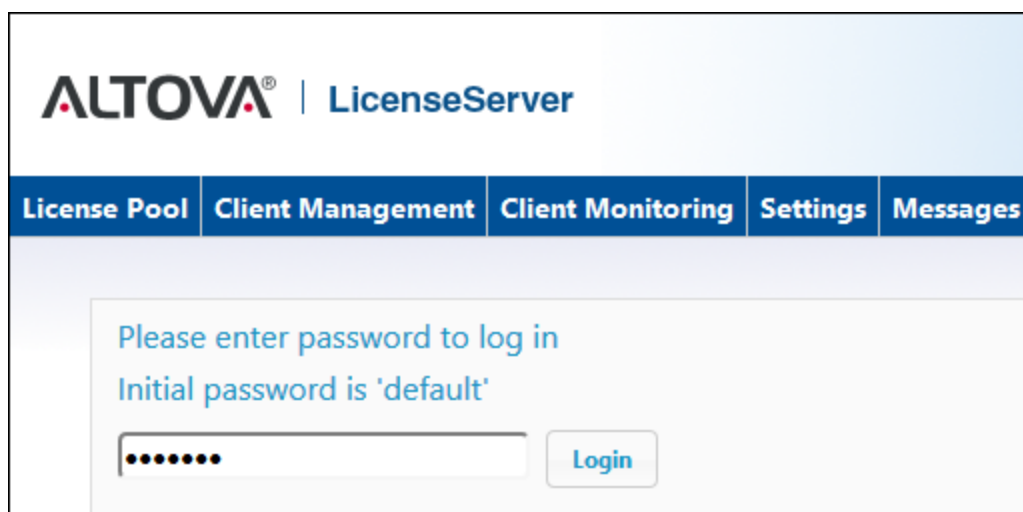 ALTOVA® | LicenseServer
License Pool Client Management Client Monitoring Settings Messages
Please enter password to log in
Initial password is 'default'
•••••••
Login